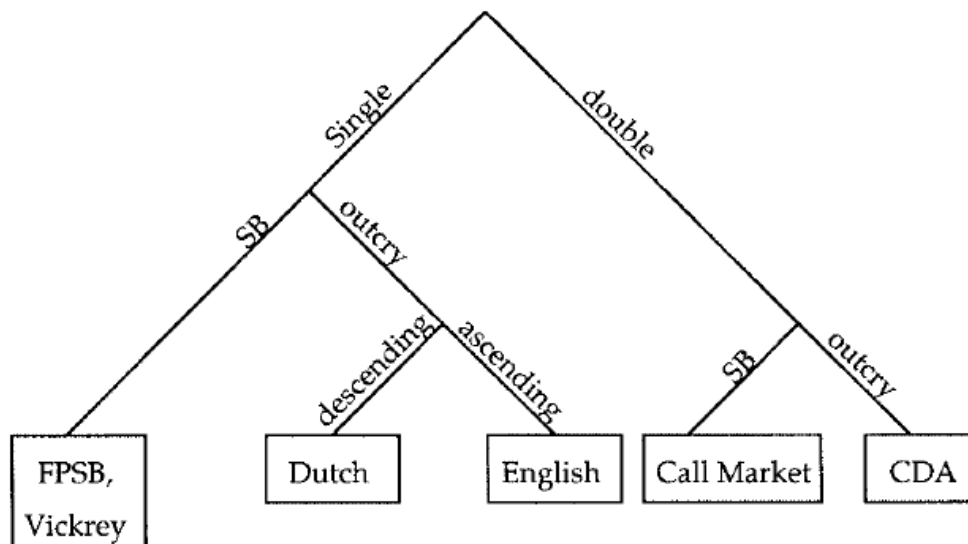 Single
double
SB
outcry
descending
ascending
SB
outcry
FPSB,
Vickrey
Dutch
English
Call Market
CDA